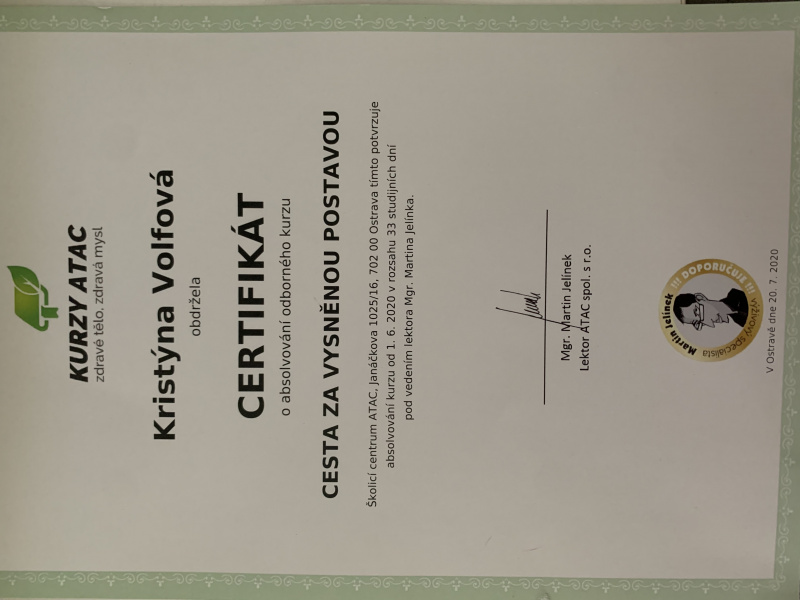 KURZY ATAC
zdravé tělo, zdravá mysl
Kristýna Volfová
obdržela
CERTIFIKÁT
o absolvování odborného kurzu
CESTA ZA VYSNĚNOU POSTAVOU
Školicí centrum ATAC, Janáčkova 1025/16, 702 00 Ostrava tímto potvrzuje
absolvování kurzu od 1. 6. 2020 v rozsahu 33 studijních dní
pod vedením lektora Mgr. Martina Jelínka.
Mgr. Martin Jelínek
Lektor ATAC spol. s r.o.
Martin Jelínek !!! DOPORUČUJE !!!
výživový specialista
V Ostravě dne 20. 7. 2020